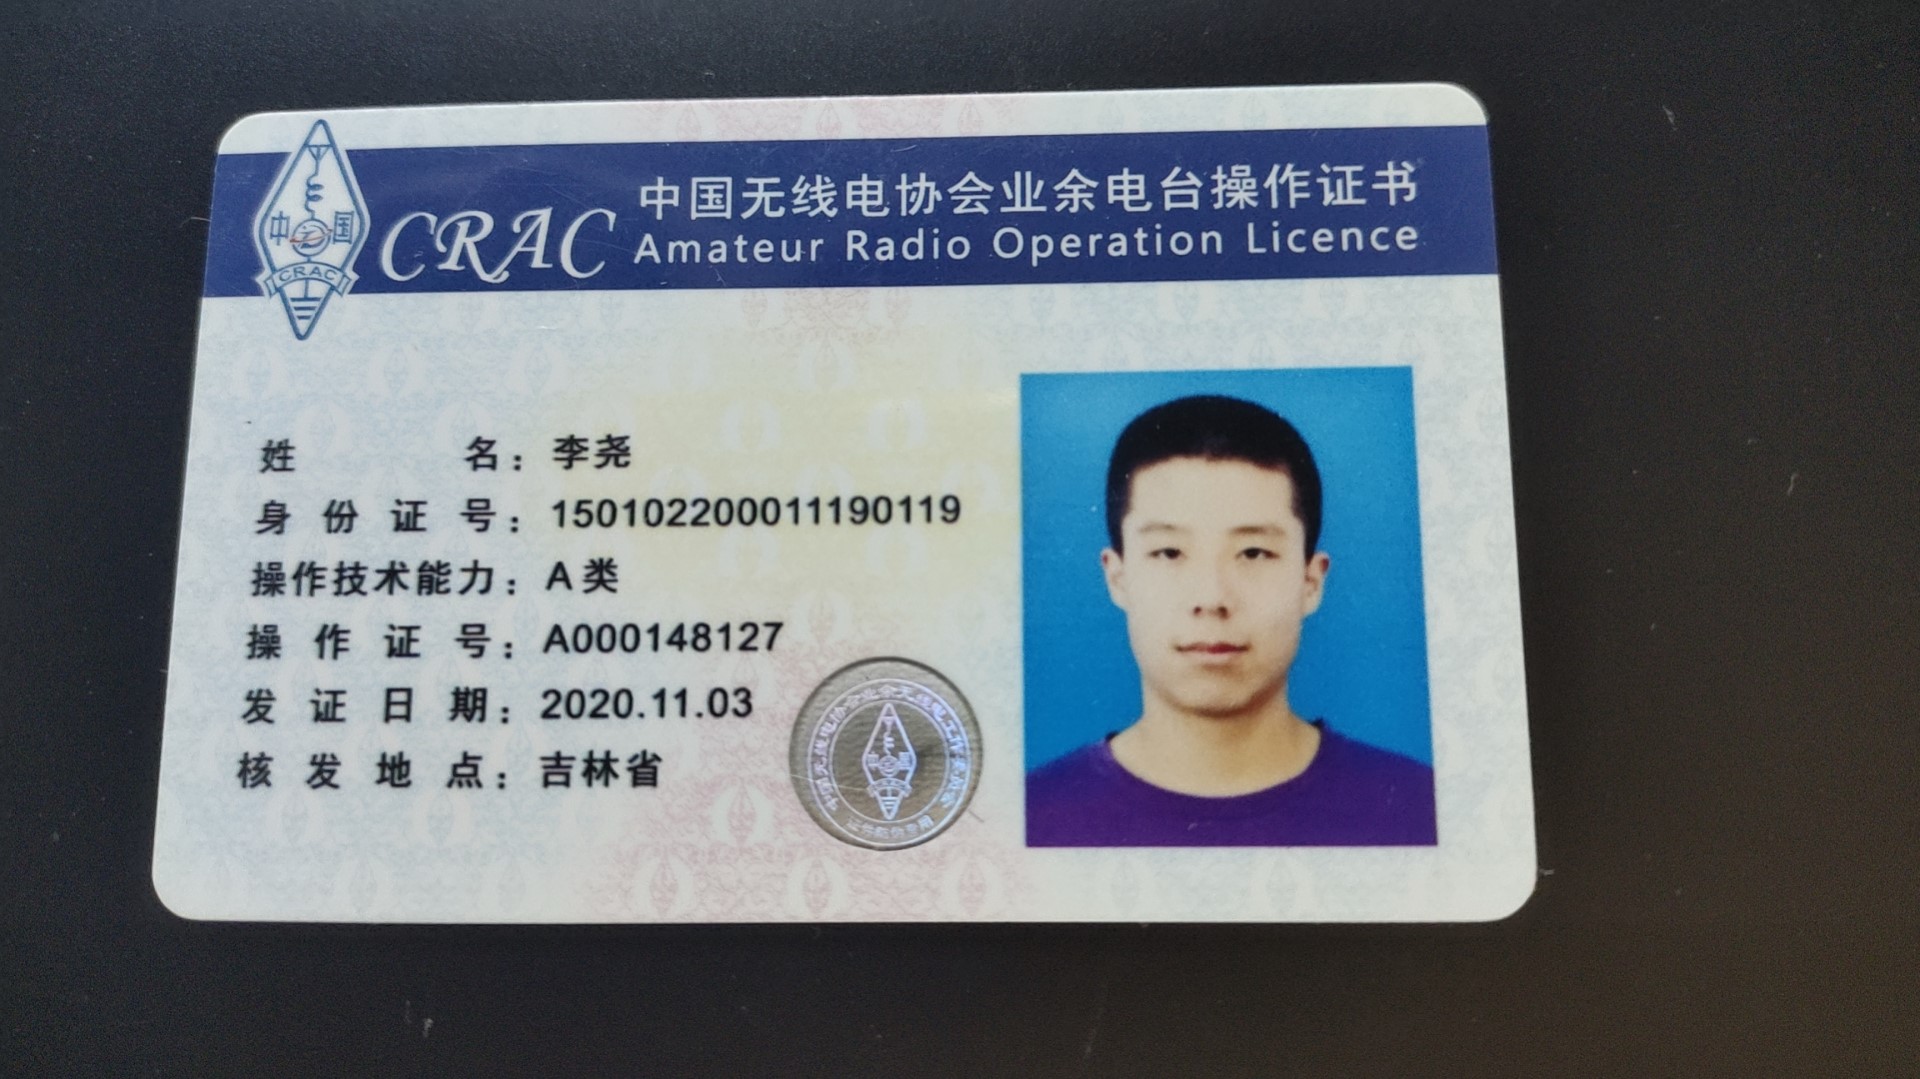 中国无线电协会业余电台操作证书
CRAC
Amateur Radio Operation Licence
中国
CRAC
姓名：李尧
身份证号：150102200011190119
操作技术能力：A类
操作证号：A000148127
发证日期：2020.11.03
核发地点：吉林省